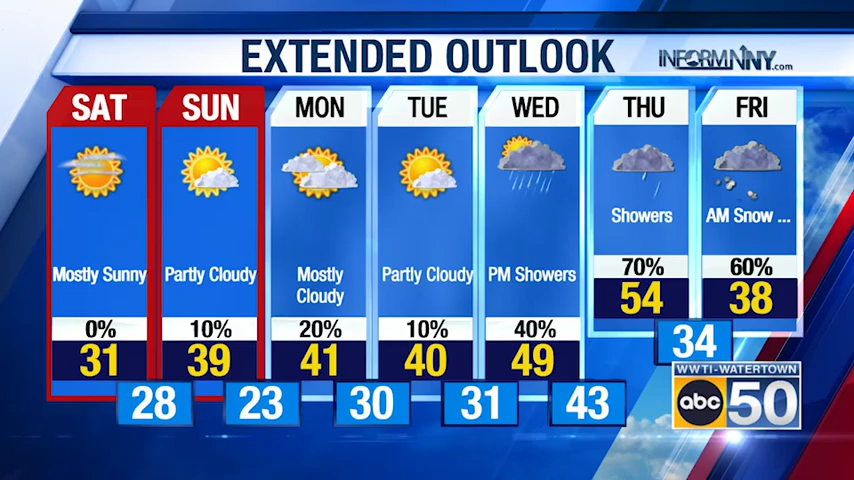 EXTENDED OUTLOOK
INFORMNNY.com
SAT
Mostly Sunny
0%
31
28
SUN
Partly Cloudy
10%
39
23
MON
Mostly
Cloudy
20%
41
30
TUE
Partly Cloudy
10%
40
31
WED
PM Showers
40%
49
43
THU
Showers
70%
54
34
FRI
AM Snow ...
60%
38
WWTI-WATERTOWN
abc 50